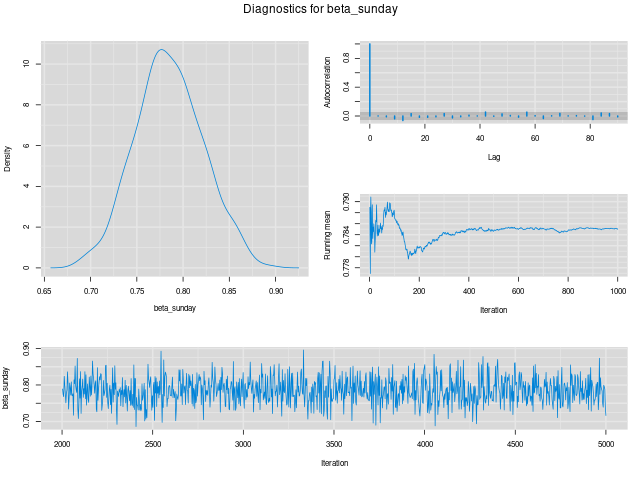 Diagnostics for beta_sunday
Density
0 2 4 6 8 10
0.65 0.70 0.75 0.80 0.85 0.90
beta_sunday
Autocorrelation
0.0 0.4 0.8
0 20 40 60 80
Lag
Running mean
0.778 0.784 0.790
0 200 400 600 800 1000
Iteration
beta_sunday
0.70 0.80 0.90
2000 2500 3000 3500 4000 4500 5000
Iteration